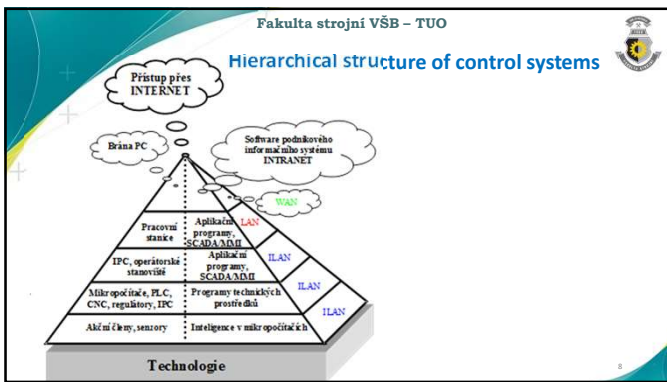 Fakulta strojní VŠB – TUO
Hierarchical structure of control systems
Přístup přes
INTERNET
Brána PC
Software podnikového
informačního systému
INTRANET
WAN
Pracovní
stanice
Aplikační
programy,
SCADA/MMI
LAN
IPC, operátorské
stanoviště
Aplikační
programy,
SCADA/MMI
ILAN
Mikropočítače, PLC,
CNC, regulátory, IPC
Programy technických
prostředků
ILAN
Akční členy, senzory
Inteligence v mikropočítačích
ILAN
Technologie
8